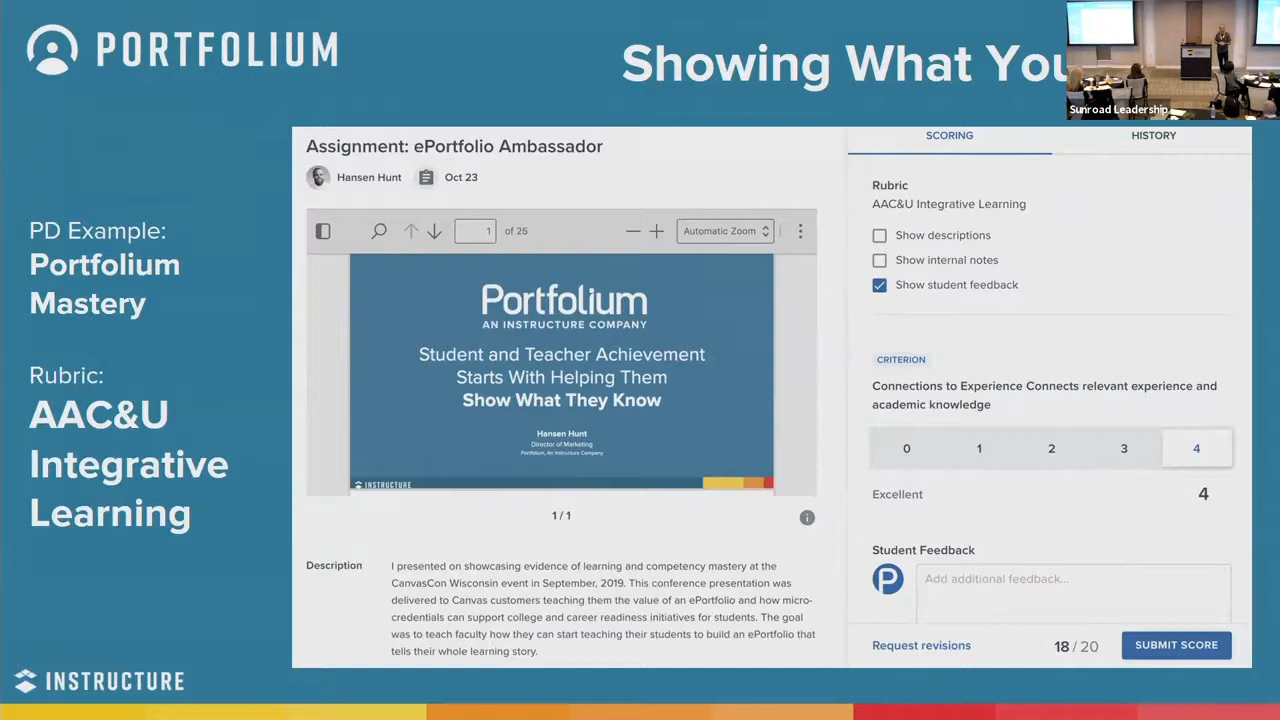 PORTFOLIUM
Showing What You
Sunroad Leadership
PD Example:
Portfolium
Mastery
Rubric:
AAC&U
Integrative
Learning
Assignment: ePortfolio Ambassador
Hansen Hunt
Oct 23
1
of 25
Automatic Zoom
Portfolium
AN INSTRUCTURE COMPANY
Student and Teacher Achievement
Starts With Helping Them
Show What They Know
Hansen Hunt
Director of Marketing
Portfolium, An Instructure Company
INSTRUCTURE
1 / 1
Description
I presented on showcasing evidence of learning and competency mastery at the
CanvasCon Wisconsin event in September, 2019. This conference presentation was
delivered to Canvas customers teaching them the value of an ePortfolio and how micro-
credentials can support college and career readiness initiatives for students. The goal
was to teach faculty how they can start teaching their students to build an ePortfolio that
tells their whole learning story.
SCORING
HISTORY
Rubric
AAC&U Integrative Learning
Show descriptions
Show internal notes
Show student feedback
CRITERION
Connections to Experience Connects relevant experience and
academic knowledge
0 1 2 3 4
Excellent
4
Student Feedback
Add additional feedback...
Request revisions
18 / 20
SUBMIT SCORE
INSTRUCTURE